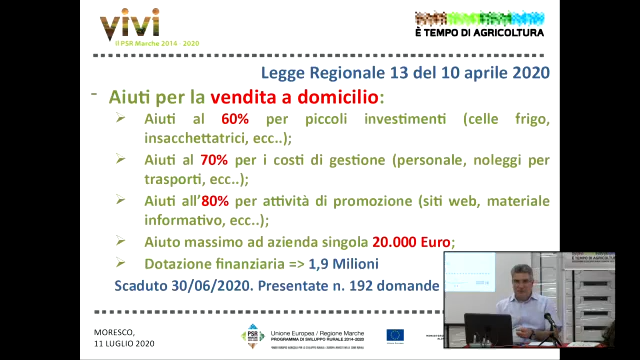 vivi
il PSR Marche 2014 2020
È TEMPO DI AGRICOLTURA
Legge Regionale 13 del 10 aprile 2020
- Aiuti per la vendita a domicilio:
Aiuti al 60% per piccoli investimenti (celle frigo,
insacchettatrici, ecc..);
Aiuti al 70% per i costi di gestione (personale, noleggi per
trasporti, ecc..);
Aiuti all'80% per attività di promozione (siti web, materiale
informativo, ecc..);
Aiuto massimo ad azienda singola 20.000 Euro;
Dotazione finanziaria => 1,9 Milioni
Scaduto 30/06/2020. Presentate n. 192 domande
MORESCO,
11 LUGLIO 2020
PSR
Unione Europea / Regione Marche
PROGRAMMA DI SVILUPPO RURALE 2014-2020